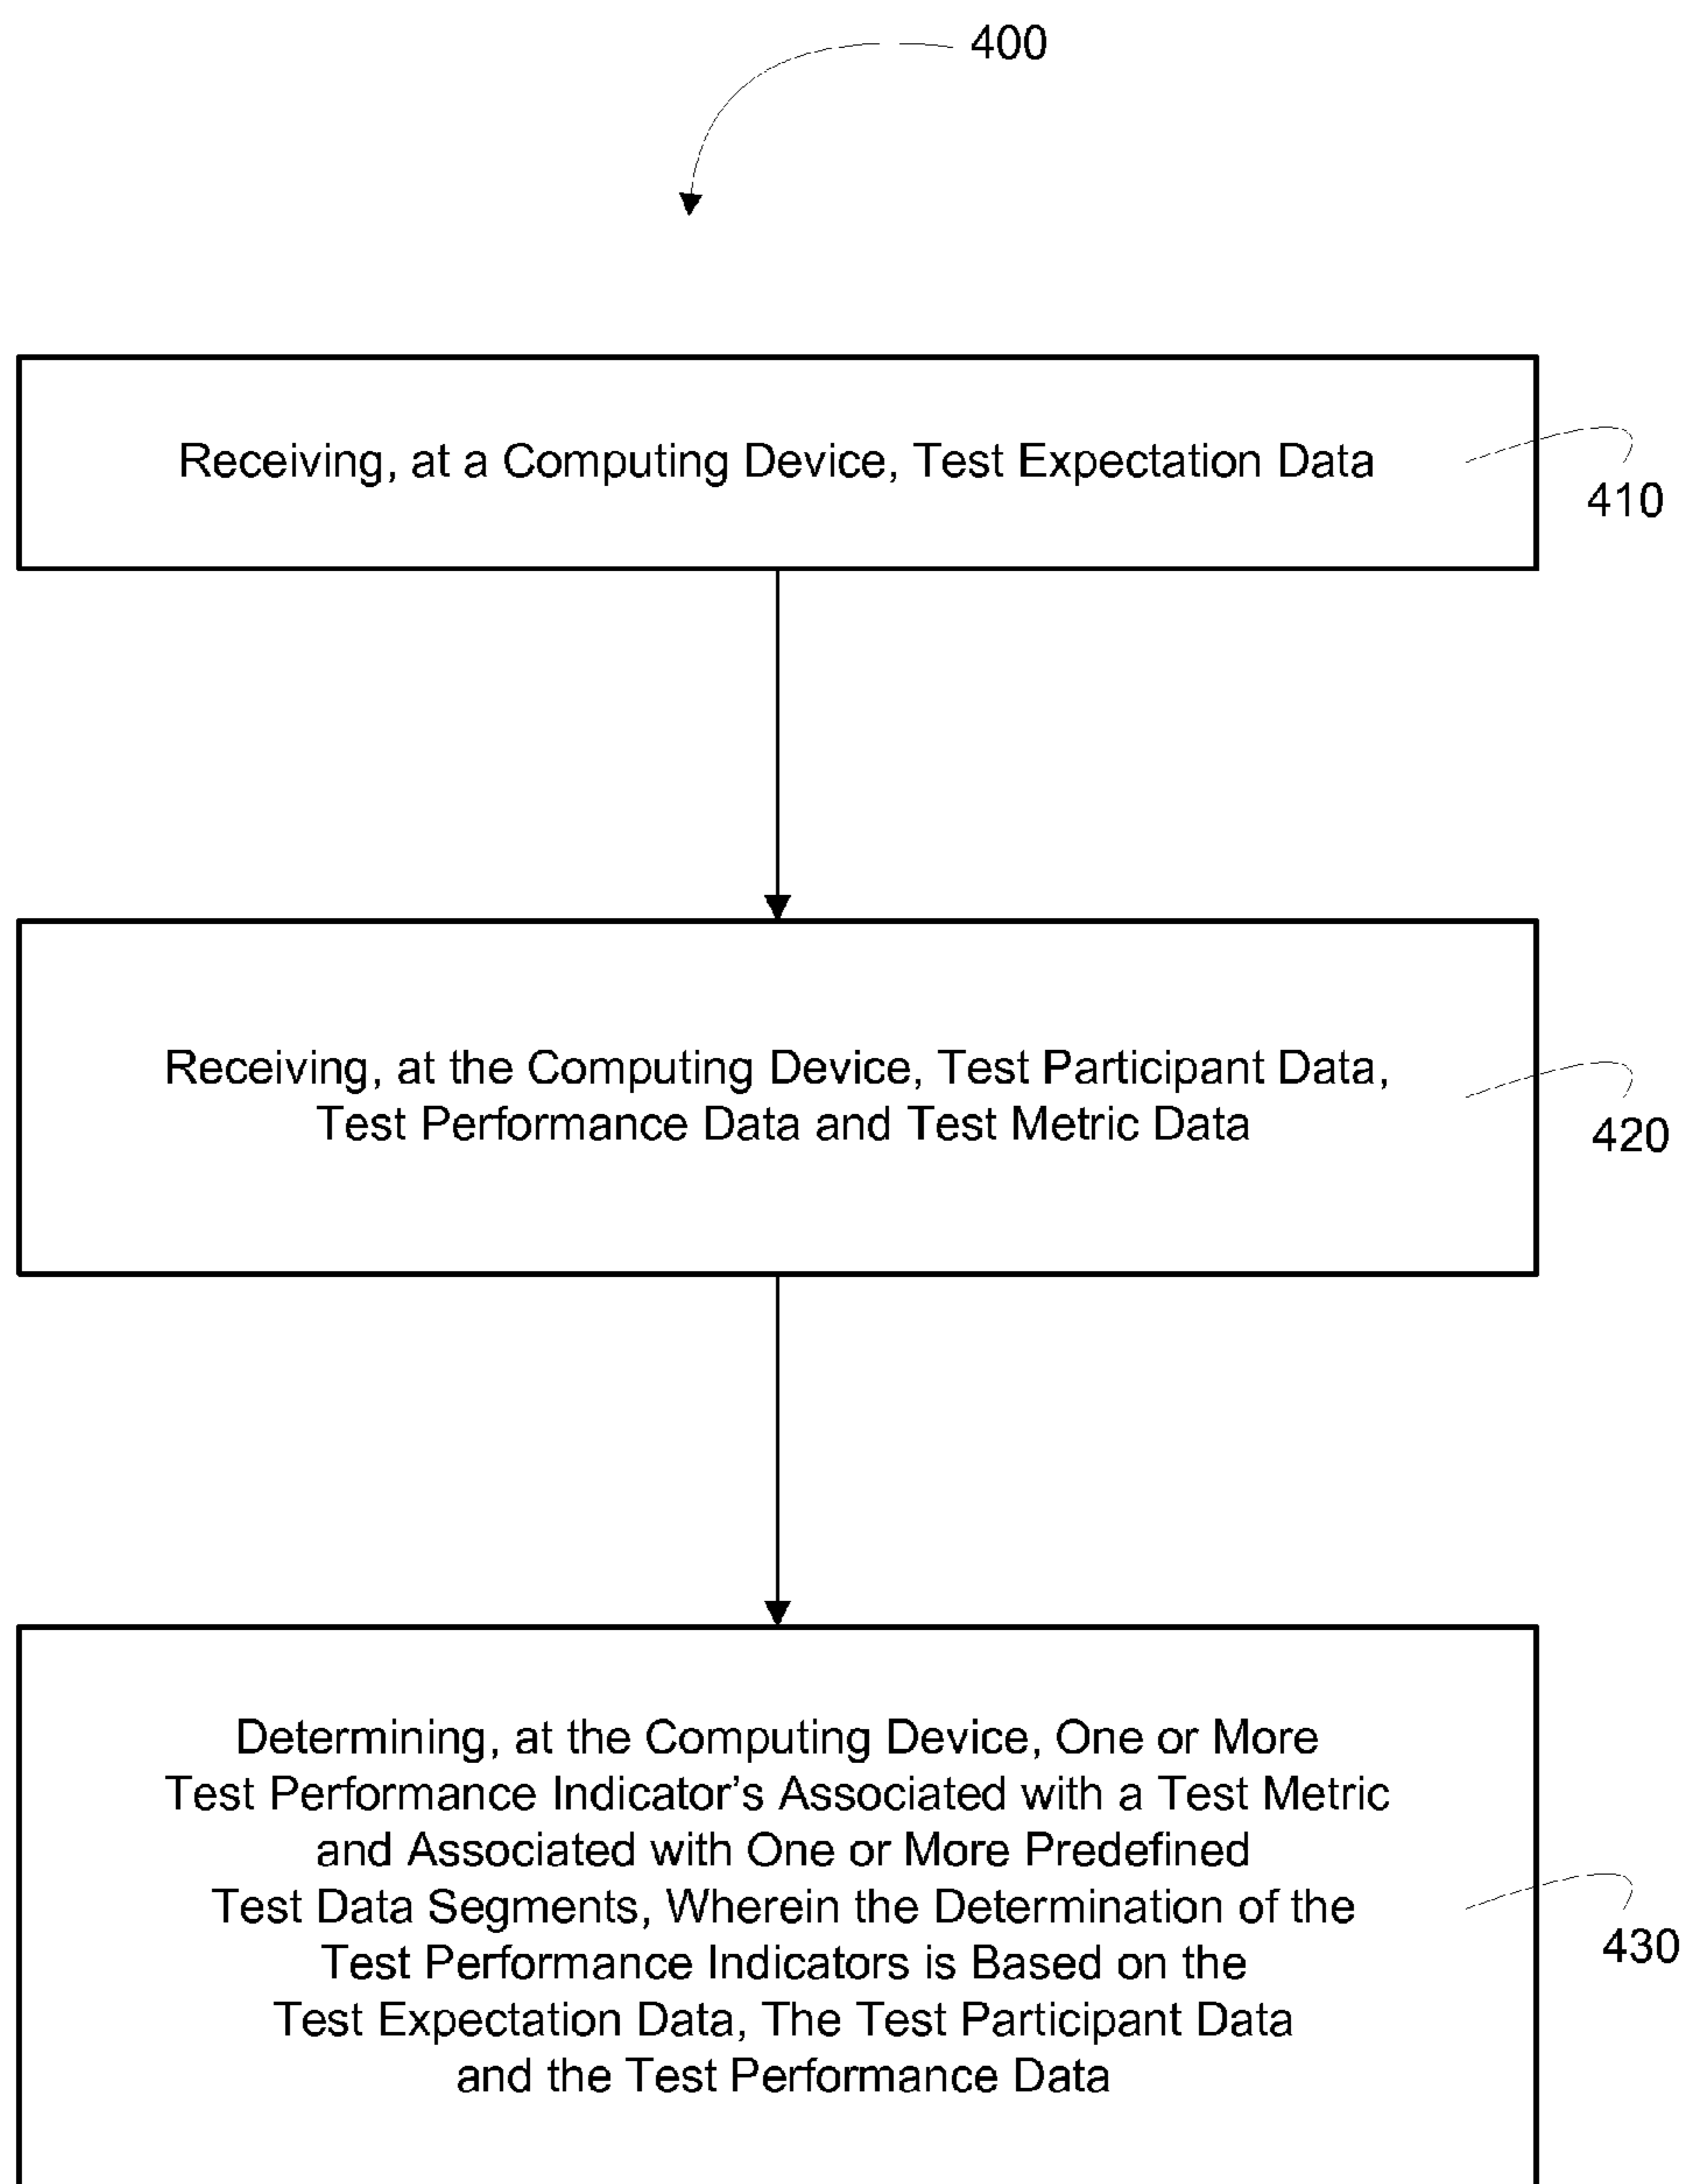 400
Receiving, at a Computing Device, Test Expectation Data
410
Receiving, at the Computing Device, Test Participant Data,
Test Performance Data and Test Metric Data
420
Determining, at the Computing Device, One or More
Test Performance Indicator’s Associated with a Test Metric
and Associated with One or More Predefined
Test Data Segments, Wherein the Determination of the
Test Performance Indicators is Based on the
Test Expectation Data, The Test Participant Data
and the Test Performance Data
430